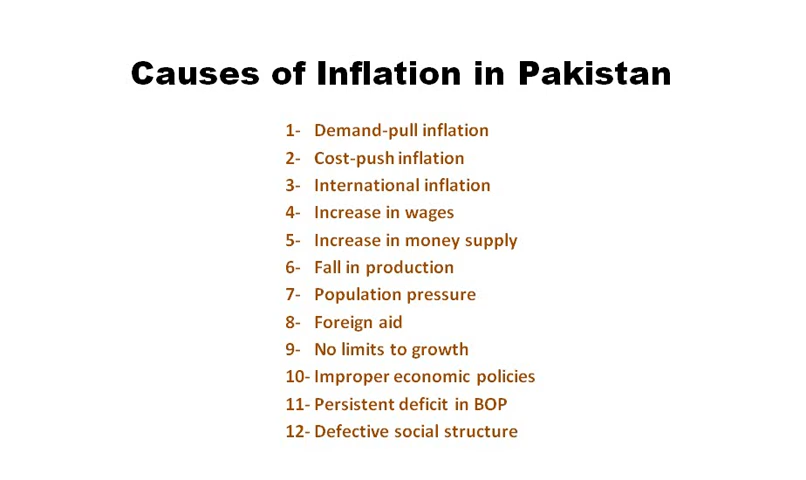 Causes of Inflation in Pakistan
1- Demand-pull inflation
2- Cost-push inflation
3- International inflation
4- Increase in wages
5- Increase in money supply
6- Fall in production
7- Population pressure
8- Foreign aid
9- No limits to growth
10- Improper economic policies
11- Persistent deficit in BOP
12- Defective social structure